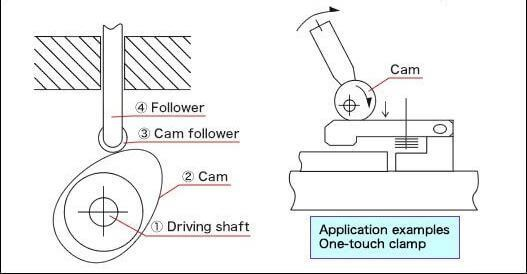 ④ Follower
③ Cam follower
② Cam
① Driving shaft
Cam
Application examples
One-touch clamp